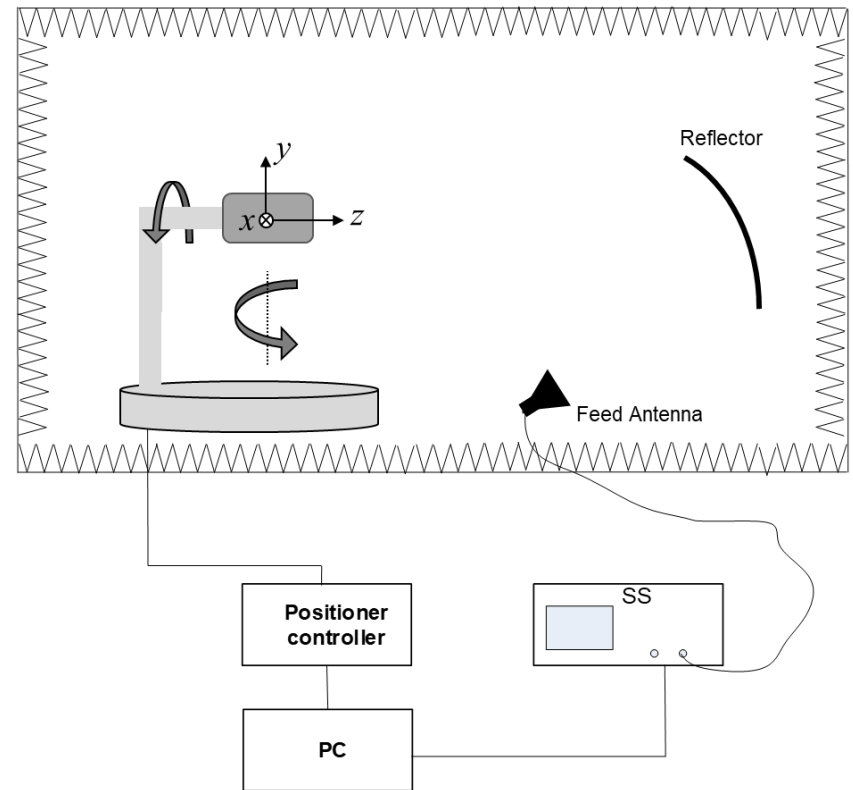 Reflector
y
x
z
Feed Antenna
Positioner
controller
SS
PC